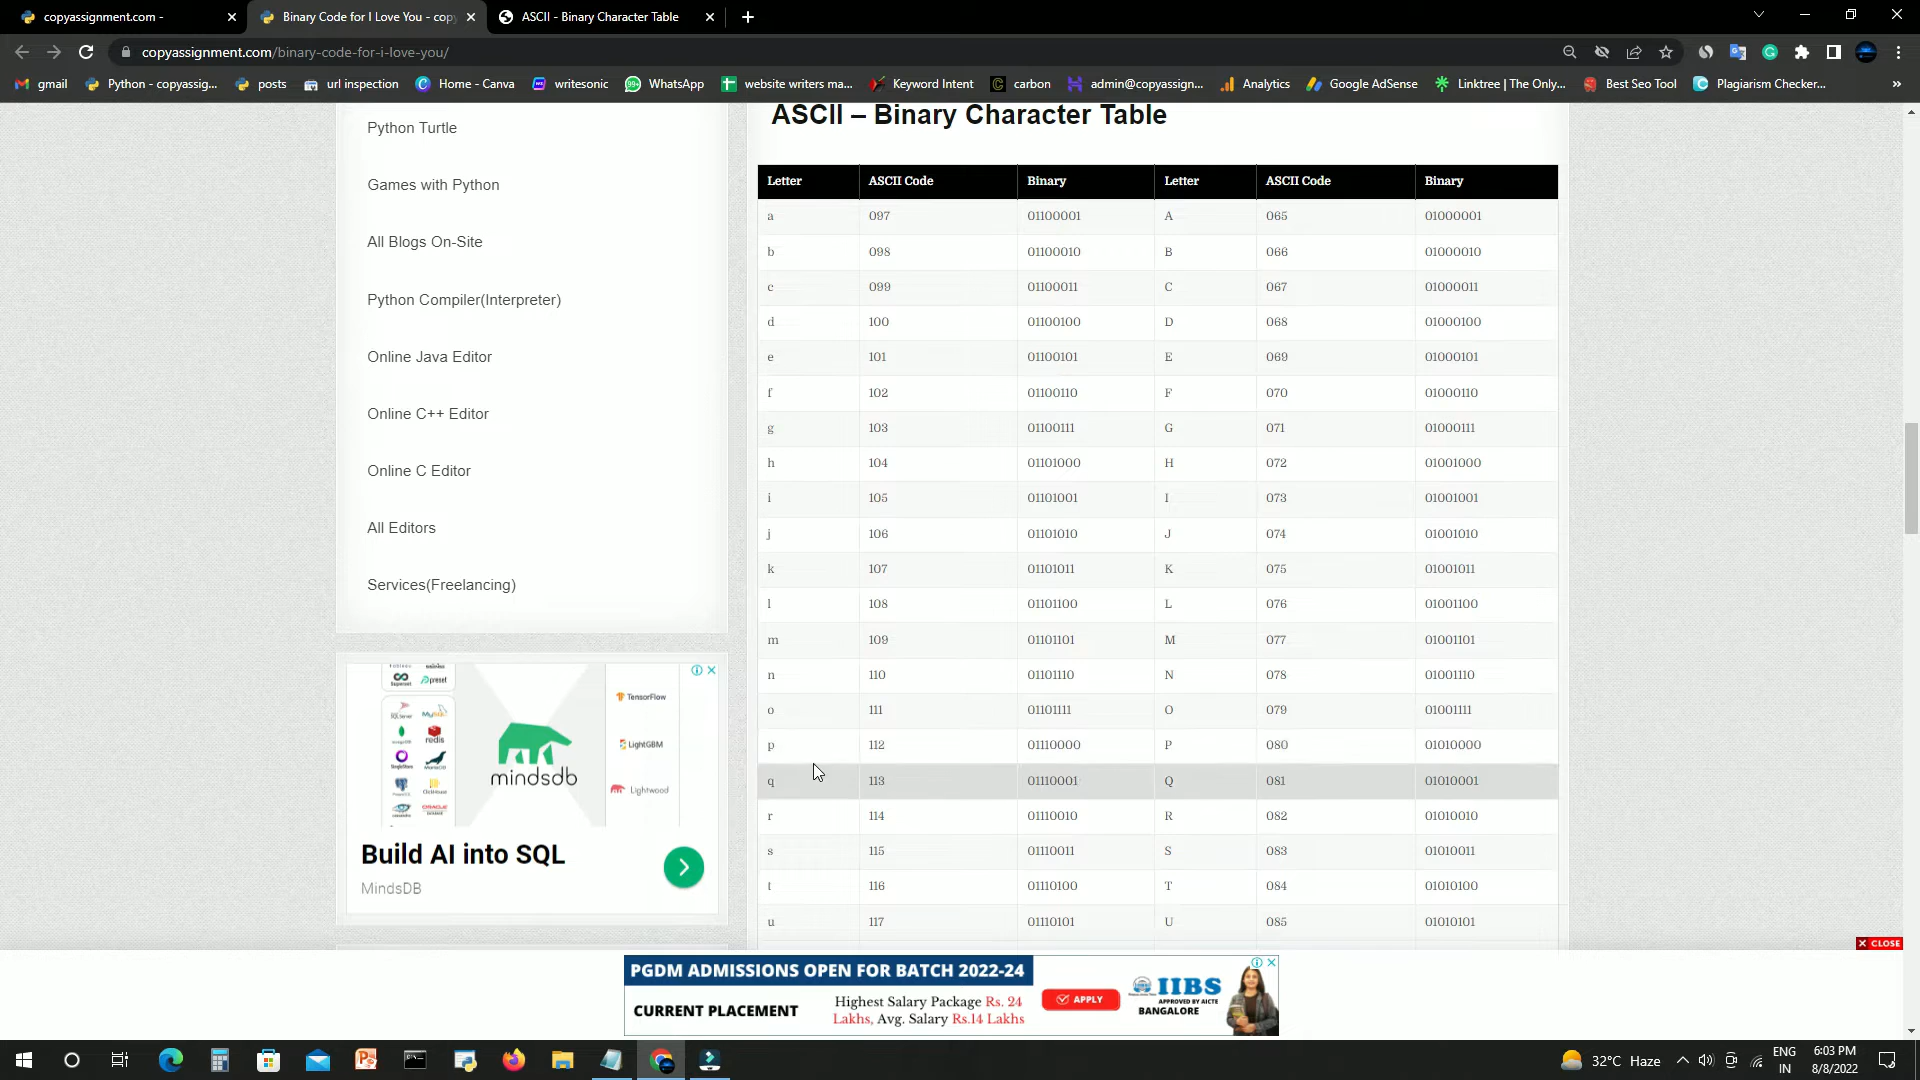 copyassignment.com -
Binary Code for I Love You - copy
ASCII - Binary Character Table
copyassignment.com/binary-code-for-i-love-you/
gmail
Python - copyassig...
posts
url inspection
Home - Canva
writesonic
WhatsApp
website writers ma...
Keyword Intent
carbon
admin@copyassign...
Analytics
Google AdSense
Linktree | The Only...
Best Seo Tool
Plagiarism Checker...
»
Python Turtle
Games with Python
All Blogs On-Site
Python Compiler(Interpreter)
Online Java Editor
Online C++ Editor
Online C Editor
All Editors
Services(Freelancing)
preset
MySQL
redis
TensorFlow
LightGBM
Lightwood
mindsdb
Build AI into SQL
MindsDB
ASCII – Binary Character Table
Letter ASCII Code Binary Letter ASCII Code Binary
a 097 01100001 A 065 01000001
b 098 01100010 B 066 01000010
c 099 01100011 C 067 01000011
d 100 01100100 D 068 01000100
e 101 01100101 E 069 01000101
f 102 01100110 F 070 01000110
g 103 01100111 G 071 01000111
h 104 01101000 H 072 01001000
i 105 01101001 I 073 01001001
j 106 01101010 J 074 01001010
k 107 01101011 K 075 01001011
l 108 01101100 L 076 01001100
m 109 01101101 M 077 01001101
n 110 01101110 N 078 01001110
o 111 01101111 O 079 01001111
p 112 01110000 P 080 01010000
q 113 01110001 Q 081 01010001
r 114 01110010 R 082 01010010
s 115 01110011 S 083 01010011
t 116 01110100 T 084 01010100
u 117 01110101 U 085 01010101
CLOSE
PGDM ADMISSIONS OPEN FOR BATCH 2022-24
CURRENT PLACEMENT
Highest Salary Package Rs. 24
Lakhs, Avg. Salary Rs.14 Lakhs
APPLY
IIBS
APPROVED BY AICTE
BANGALORE
32°C Haze
ENG
IN
6:03 PM
8/8/2022